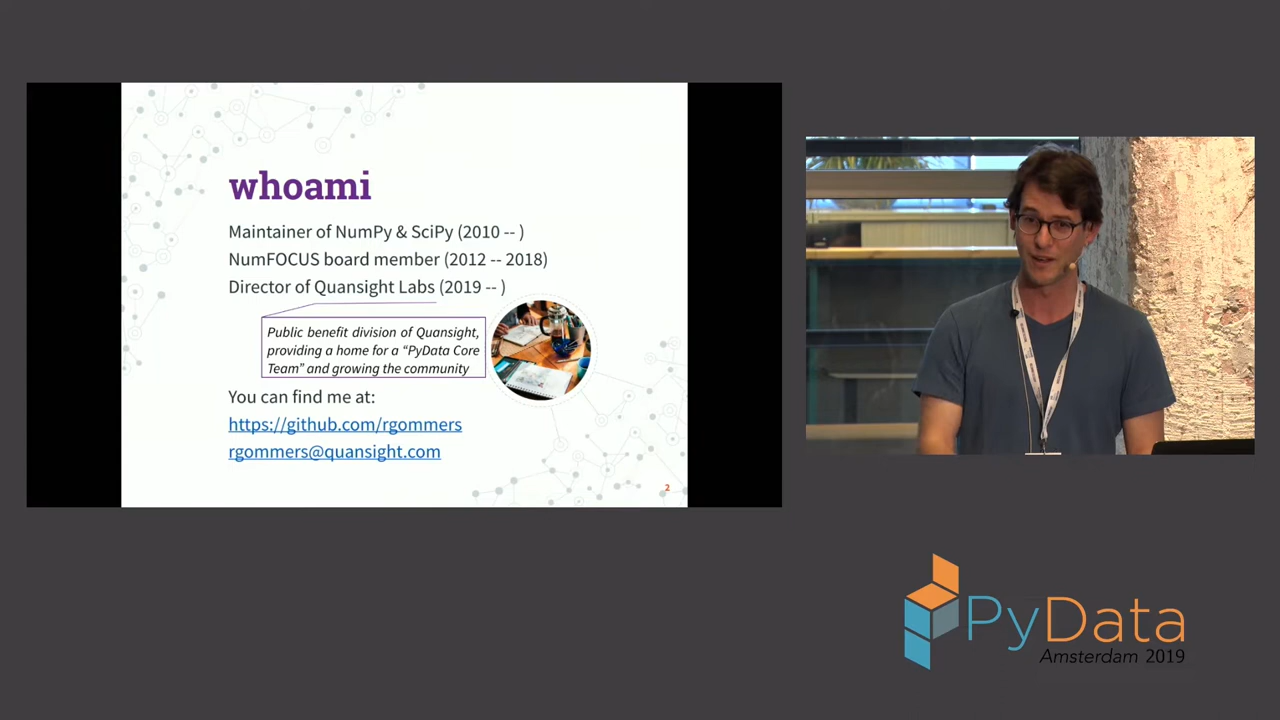 whoami
Maintainer of NumPy & SciPy (2010 -- )
NumFOCUS board member (2012 -- 2018)
Director of Quansight Labs (2019 -- )
Public benefit division of Quansight,
providing a home for a “PyData Core
Team” and growing the community
You can find me at:
https://github.com/rgommers
rgommers@quansight.com
2
PyData
Amsterdam 2019